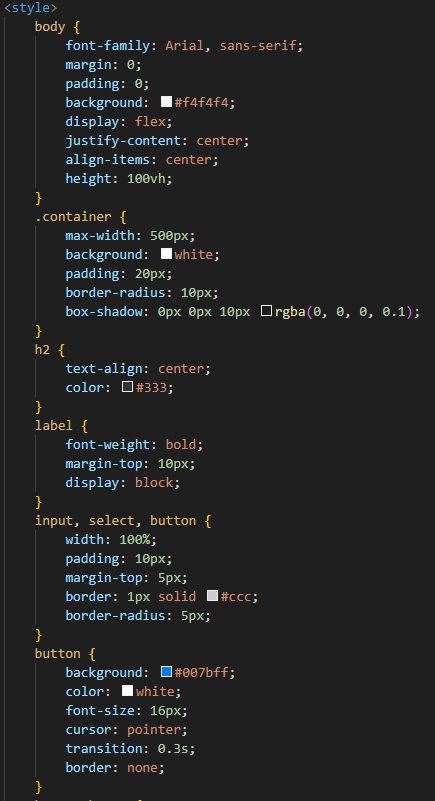 <style>
body {
font-family: Arial, sans-serif;
margin: 0;
padding: 0;
background: #f4f4f4;
display: flex;
justify-content: center;
align-items: center;
height: 100vh;
}
.container {
max-width: 500px;
background: white;
padding: 20px;
border-radius: 10px;
box-shadow: 0px 0px 10px rgba(0, 0, 0, 0.1);
}
h2 {
text-align: center;
color: #333;
}
label {
font-weight: bold;
margin-top: 10px;
display: block;
}
input, select, button {
width: 100%;
padding: 10px;
margin-top: 5px;
border: 1px solid #ccc;
border-radius: 5px;
}
button {
background: #007bff;
color: white;
font-size: 16px;
cursor: pointer;
transition: 0.3s;
border: none;
}